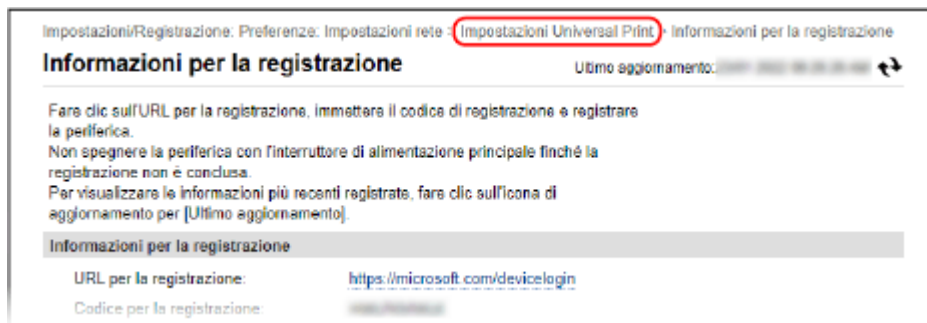 Impostazioni/Registrazione: Preferenze: Impostazioni rete > Impostazioni Universal Print > Informazioni per la registrazione
Informazioni per la registrazione
Ultimo aggiornamento:
Fare clic sull'URL per la registrazione, immettere il codice di registrazione e registrare
la periferica.
Non spegnere la periferica con l'interruttore di alimentazione principale finché la
registrazione non è conclusa.
Per visualizzare le informazioni più recenti registrate, fare clic sull'icona di
aggiornamento per [Ultimo aggiornamento].
Informazioni per la registrazione
URL per la registrazione: https://microsoft.com/devicelogin
Codice per la registrazione: